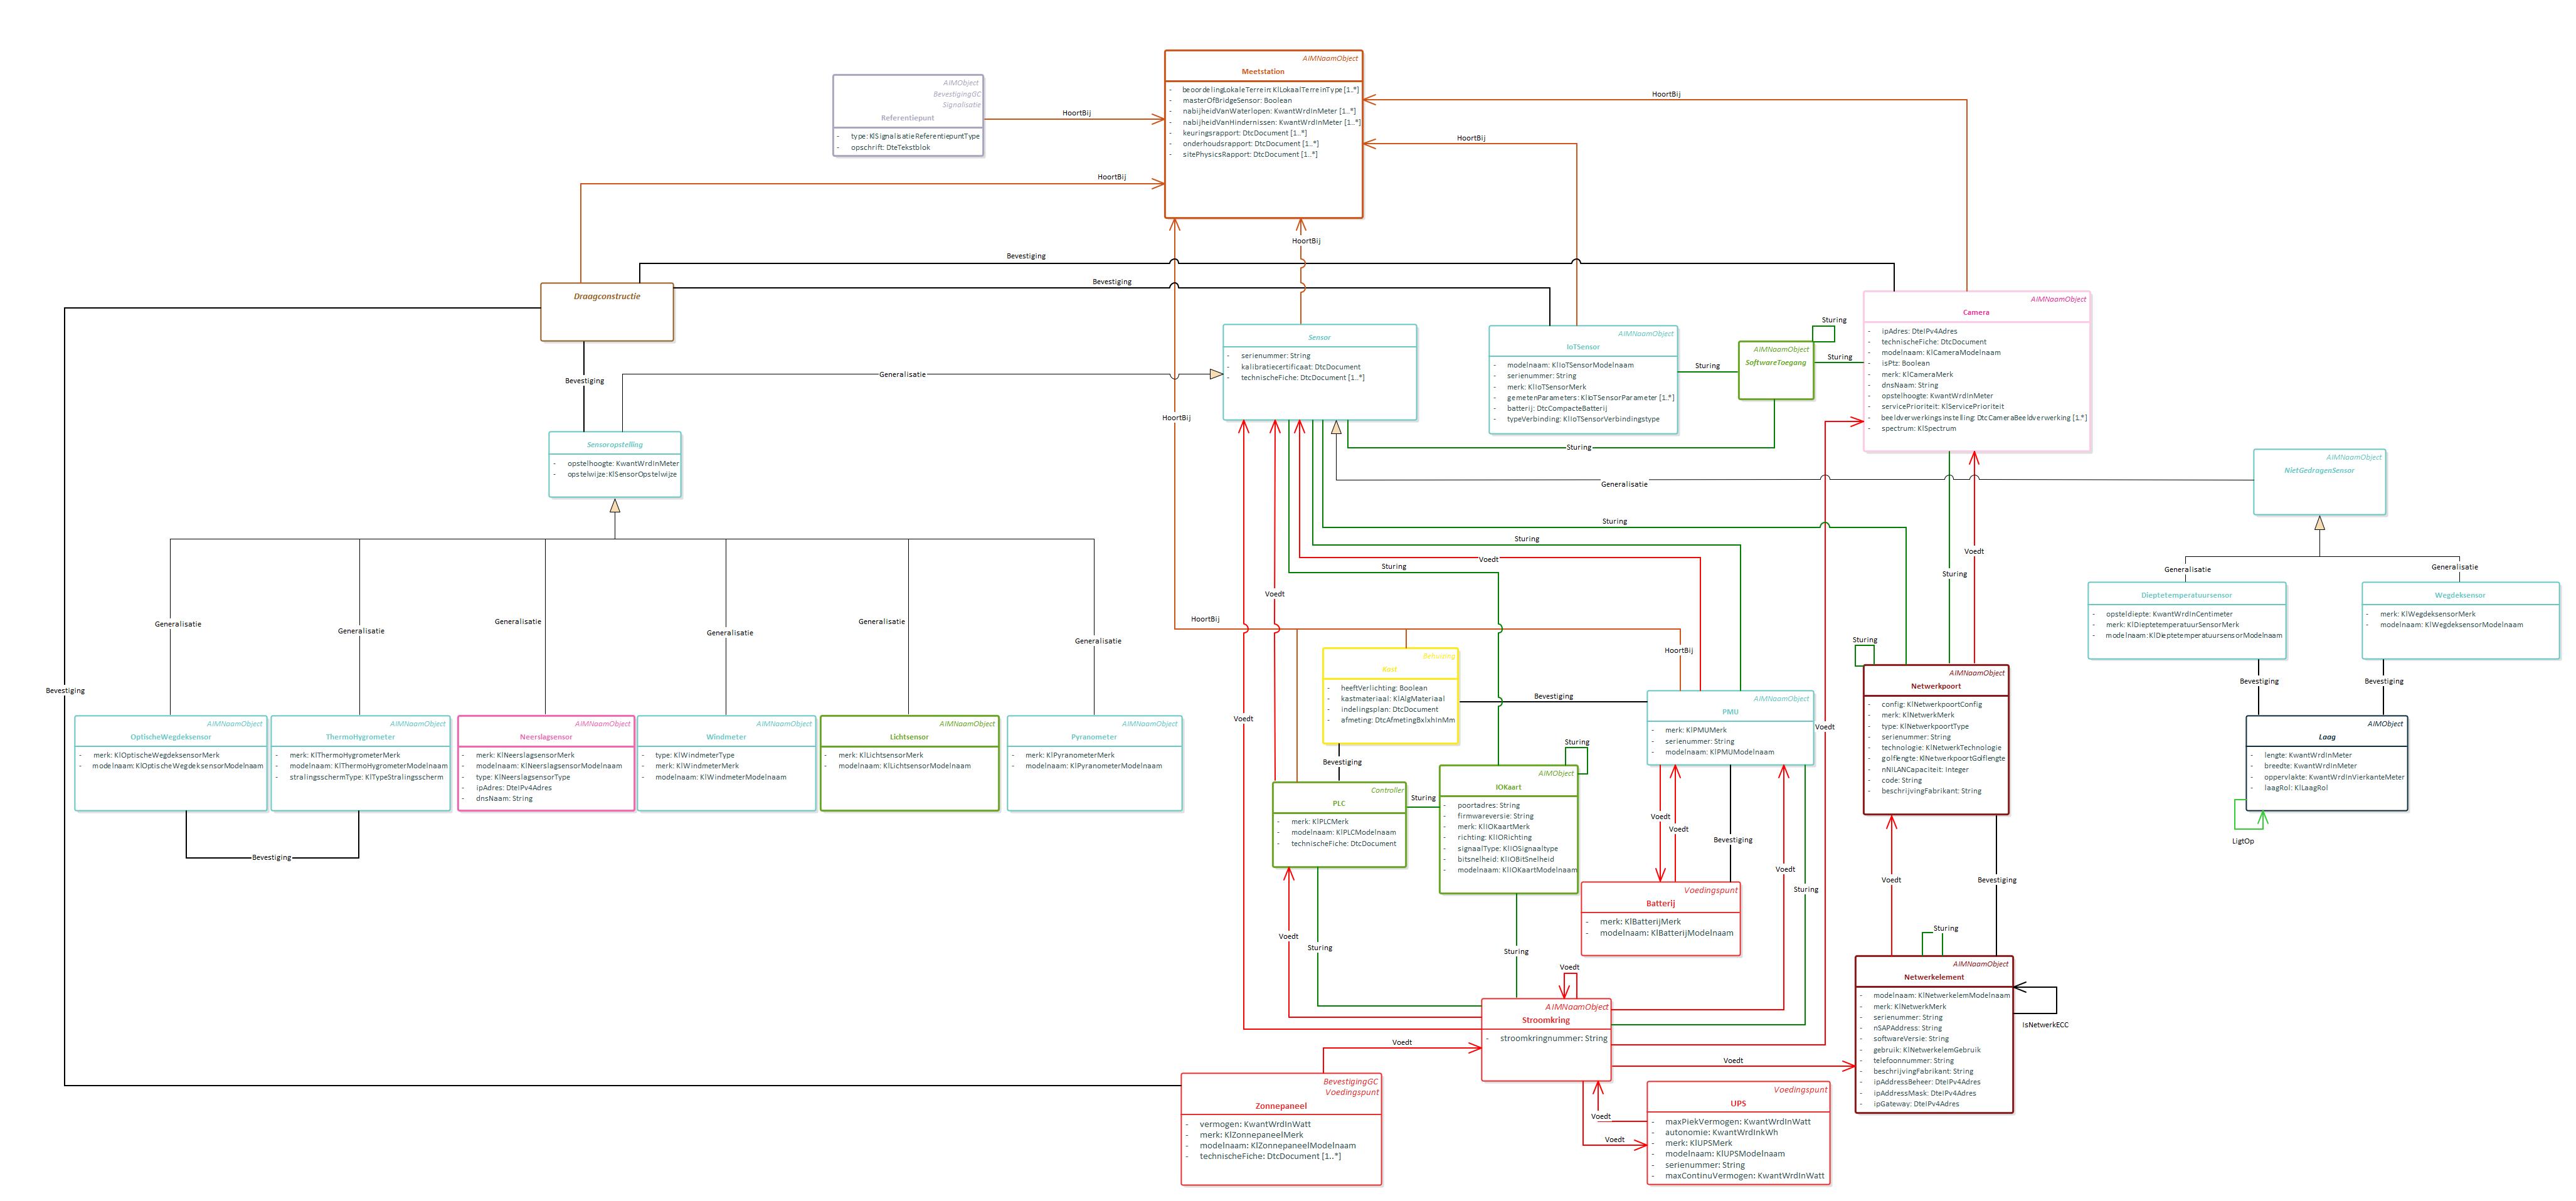 AIMNaamObject
Meetstation
- beoordelingLokaleTerrein: KlLokaalTerreinType [1..*]
- masterOfBridgeSensor: Boolean
- nabijheidVanWaterlopen: KwantWrdInMeter [1..*]
- nabijheidVanHindernissen: KwantWrdInMeter [1..*]
- keuringsrapport: DtcDocument [1..*]
- onderhoudsrapport: DtcDocument [1..*]
- sitePhysicsRapport: DtcDocument [1..*]
AIMObject
BevestigingGC
Signalisatie
Referentiepunt
- type: KlSignalisatieReferentiepuntType
- opschrift: DteTekstblok
HoortBij
HoortBij
HoortBij
HoortBij
HoortBij
Bevestiging
Bevestiging
Draagconstructie
Bevestiging
Generalisatie
HoortBij
Sensor
- serienummer: String
- kalibratiecertificaat: DtcDocument
- technischeFiche: DtcDocument [1..*]
AIMNaamObject
IoTSensor
- modelnaam: KlIoTSensorModelnaam
- serienummer: String
- merk: KlIoTSensorMerk
- gemetenParameters: KlIoTSensorParameter [1..*]
- batterij: DtcCompacteBatterij
- typeVerbinding: KlIoTSensorVerbindingstype
Sturing
Sturing
Sturing
AIMNaamObject
SoftwareToegang
AIMNaamObject
Camera
- ipAdres: DteIPv4Adres
- technischeFiche: DtcDocument
- modelnaam: KlCameraModelnaam
- isPtz: Boolean
- merk: KlCameraMerk
- dnsNaam: String
- opstelhoogte: KwantWrdInMeter
- servicePrioriteit: KlServicePrioriteit
- beeldverwerkingsinstelling: DtcCameraBeeldverwerking [1..*]
- spectrum: KlSpectrum
Sensoropstelling
- opstelhoogte: KwantWrdInMeter
- opstelwijze: KlSensorOpstelwijze
Sturing
Generalisatie
AIMNaamObject
NietGedragenSensor
Sturing
Sturing
Voedt
Sturing
Voedt
Voedt
Sturing
Generalisatie
Generalisatie
AIMNaamObject
Dieptetemperatuursensor
- opsteldiepte: KwantWrdInCentimeter
- merk: KlDieptetemperatuurSensorMerk
- modelnaam: KlDieptetemperatuursensorModelnaam
AIMNaamObject
Wegdeksensor
- merk: KlWegdeksensorMerk
- modelnaam: KlWegdeksensorModelnaam
Generalisatie
Generalisatie
Generalisatie
Generalisatie
Generalisatie
Generalisatie
HoortBij
HoortBij
Bevestiging
AIMNaamObject
OptischeWegdeksensor
- merk: KlOptischeWegdeksensorMerk
- modelnaam: KlOptischeWegdeksensorModelnaam
AIMNaamObject
ThermoHygrometer
- merk: KlThermoHygrometerMerk
- modelnaam: KlThermoHygrometerModelnaam
- stralingsschermType: KlTypeStralingsscherm
AIMNaamObject
Neerslagsensor
- merk: KlNeerslagsensorMerk
- modelnaam: KlNeerslagsensorModelnaam
- type: KlNeerslagsensorType
- ipAdres: DteIPv4Adres
- dnsNaam: String
AIMNaamObject
Windmeter
- type: KlWindmeterType
- merk: KlWindmeterMerk
- modelnaam: KlWindmeterModelnaam
AIMNaamObject
Lichtsensor
- merk: KlLichtsensorMerk
- modelnaam: KlLichtsensorModelnaam
AIMNaamObject
Pyranometer
- merk: KlPyranometerMerk
- modelnaam: KlPyranometerModelnaam
Bevestiging
Behuizing
Kast
- heeftVerlichting: Boolean
- kastmateriaal: KlAlgMateriaal
- indelingsplan: DtcDocument
- afmeting: DtcAfmetingBxlxhInMm
Bevestiging
Bevestiging
Voedt
Voedt
AIMNaamObject
PMU
- merk: KlPMUMerk
- serienummer: String
- modelnaam: KlPMUModelnaam
Sturing
AIMNaamObject
Netwerkpoort
- config: KlNetwerkpoortConfig
- merk: KlNetwerkMerk
- type: KlNetwerkpoortType
- serienummer: String
- technologie: KlNetwerkTechnologie
- golflengte: KlNetwerkpoortGolflengte
- nNILANCapaciteit: Integer
- code: String
- beschrijvingFabrikant: String
Bevestiging
Bevestiging
AIMObject
Laag
- lengte: KwantWrdInMeter
- breedte: KwantWrdInMeter
- oppervlakte: KwantWrdInVierkanteMeter
- laagRol: KlLaagRol
LigtOp
Controller
PLC
- merk: KlPLCMerk
- modelnaam: KlPLCModelnaam
- technischeFiche: DtcDocument
Sturing
Sturing
AIMObject
IOKaart
- poortadres: String
- firmwareversie: String
- merk: KlIOKaartMerk
- richting: KlIORichting
- signaalType: KlIOSignaaltype
- bitsnelheid: KlIOBitSnelheid
- modelnaam: KlIOKaartModelnaam
Voedt
Voedt
Bevestiging
Voedt
Sturing
Voedingspunt
Batterij
- merk: KlBatterijMerk
- modelnaam: KlBatterijModelnaam
Voedt
Bevestiging
Voedt
Sturing
Sturing
Voedt
Sturing
AIMNaamObject
Netwerkelement
- modelnaam: KlNetwerkelemModelnaam
- merk: KlNetwerkMerk
- serienummer: String
- nSAPAddress: String
- softwareVersie: String
- gebruik: KlNetwerkelemGebruik
- telefoonnummer: String
- beschrijvingFabrikant: String
- ipAddressBeheer: DteIPv4Adres
- ipAddressMask: DteIPv4Adres
- ipGateway: DteIPv4Adres
IsNetwerkECC
AIMNaamObject
Stroomkring
- stroomkringnummer: String
Voedt
Voedt
BevestigingGC
Voedingspunt
Zonnepaneel
- vermogen: KwantWrdInWatt
- merk: KlZonnepaneelMerk
- modelnaam: KlZonnepaneelModelnaam
- technischeFiche: DtcDocument [1..*]
Voedt
Voedt
Voedingspunt
UPS
- maxPiekVermogen: KwantWrdInWatt
- autonomie: KwantWrdInkWh
- merk: KlUPSMerk
- modelnaam: KlUPSModelnaam
- serienummer: String
- maxContinuVermogen: KwantWrdInWatt